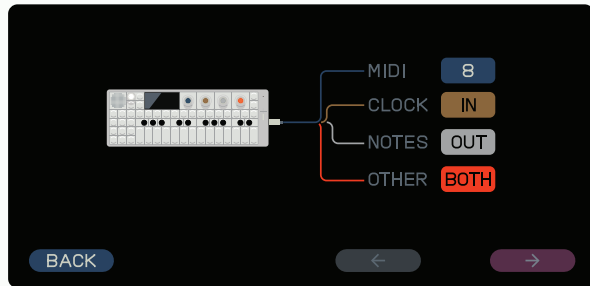 MIDI 8
CLOCK IN
NOTES OUT
OTHER BOTH
BACK ← →